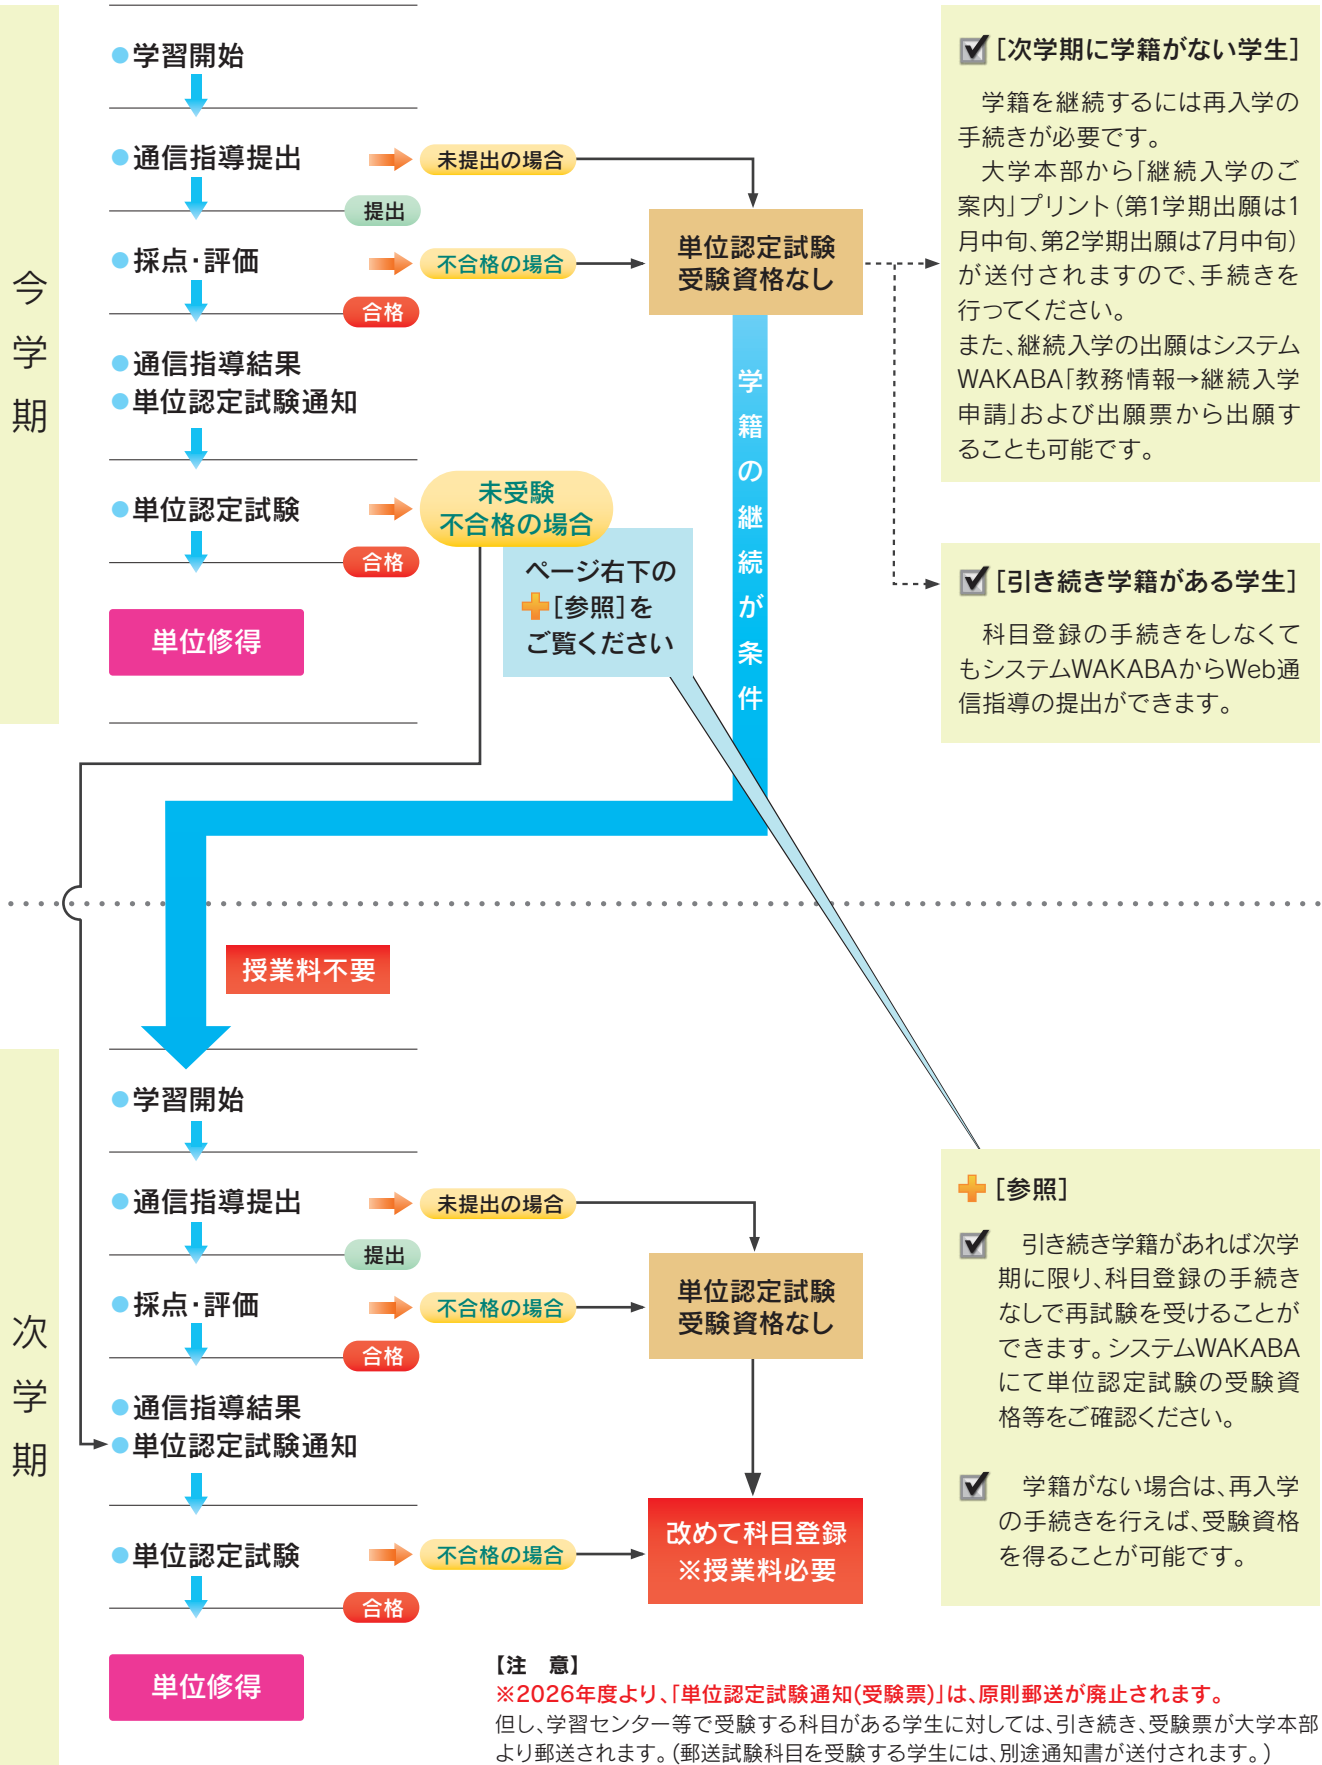 今学期
学習開始
通信指導提出
未提出の場合
提出
採点・評価
不合格の場合
合格
通信指導結果
単位認定試験通知
単位認定試験
未受験
不合格の場合
合格
単位修得
単位認定試験
受験資格なし
学籍の継続が条件
ページ右下の
[参照]を
ご覧ください
[次学期に学籍がない学生]
学籍を継続するには再入学の
手続きが必要です。
大学本部から「継続入学のご
案内」プリント(第1学期出願は1
月中旬、第2学期出願は7月中旬)
が送付されますので、手続きを
行ってください。
また、継続入学の出願はシステム
WAKABA「教務情報→継続入学
申請」および出願票から出願す
ることも可能です。
[引き続き学籍がある学生]
科目登録の手続きをしなくて
もシステムWAKABAからWeb通
信指導の提出ができます。
授業料不要
次学期
学習開始
通信指導提出
未提出の場合
提出
採点・評価
不合格の場合
合格
通信指導結果
単位認定試験通知
単位認定試験
不合格の場合
合格
単位修得
単位認定試験
受験資格なし
改めて科目登録
※授業料必要
[参照]
引き続き学籍があれば次学
期に限り、科目登録の手続き
なしで再試験を受けることが
できます。システムWAKABA
にて単位認定試験の受験資
格等をご確認ください。
学籍がない場合は、再入学
の手続きを行えば、受験資格
を得ることが可能です。
【注　意】
※2026年度より、「単位認定試験通知(受験票)」は、原則郵送が廃止されます。
但し、学習センター等で受験する科目がある学生に対しては、引き続き、受験票が大学本部
より郵送されます。(郵送試験科目を受験する学生には、別途通知書が送付されます。)